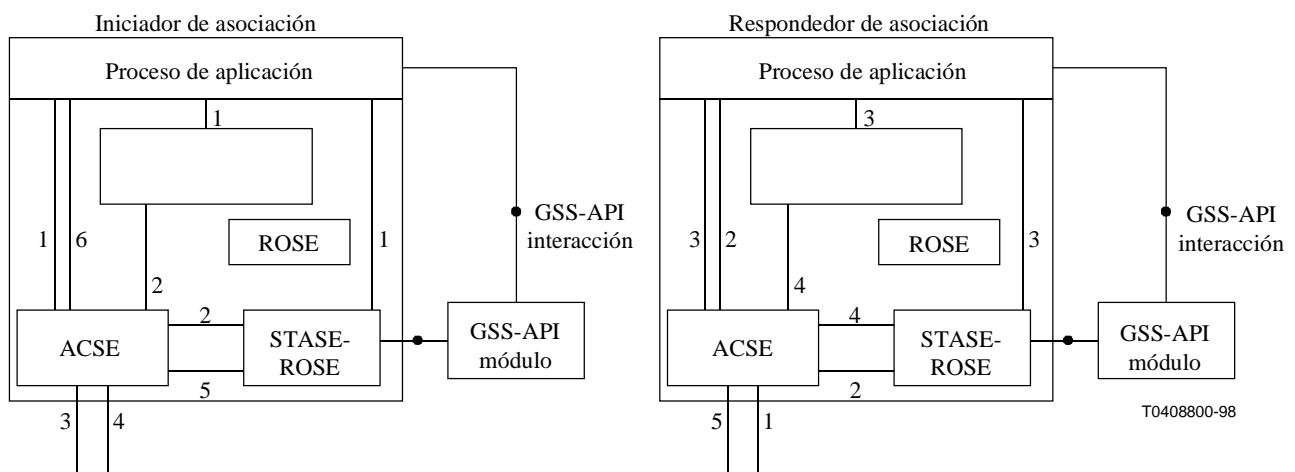 Iniciador de asociación
Proceso de aplicación
1
ROSE
1
6
1
2
ACSE
2
STASE-
ROSE
5
3
4
GSS-API
interacción
GSS-API
módulo
Respondedor de asociación
Proceso de aplicación
3
ROSE
3
2
3
4
ACSE
4
STASE-
ROSE
2
5
1
GSS-API
interacción
GSS-API
módulo
T0408800-98